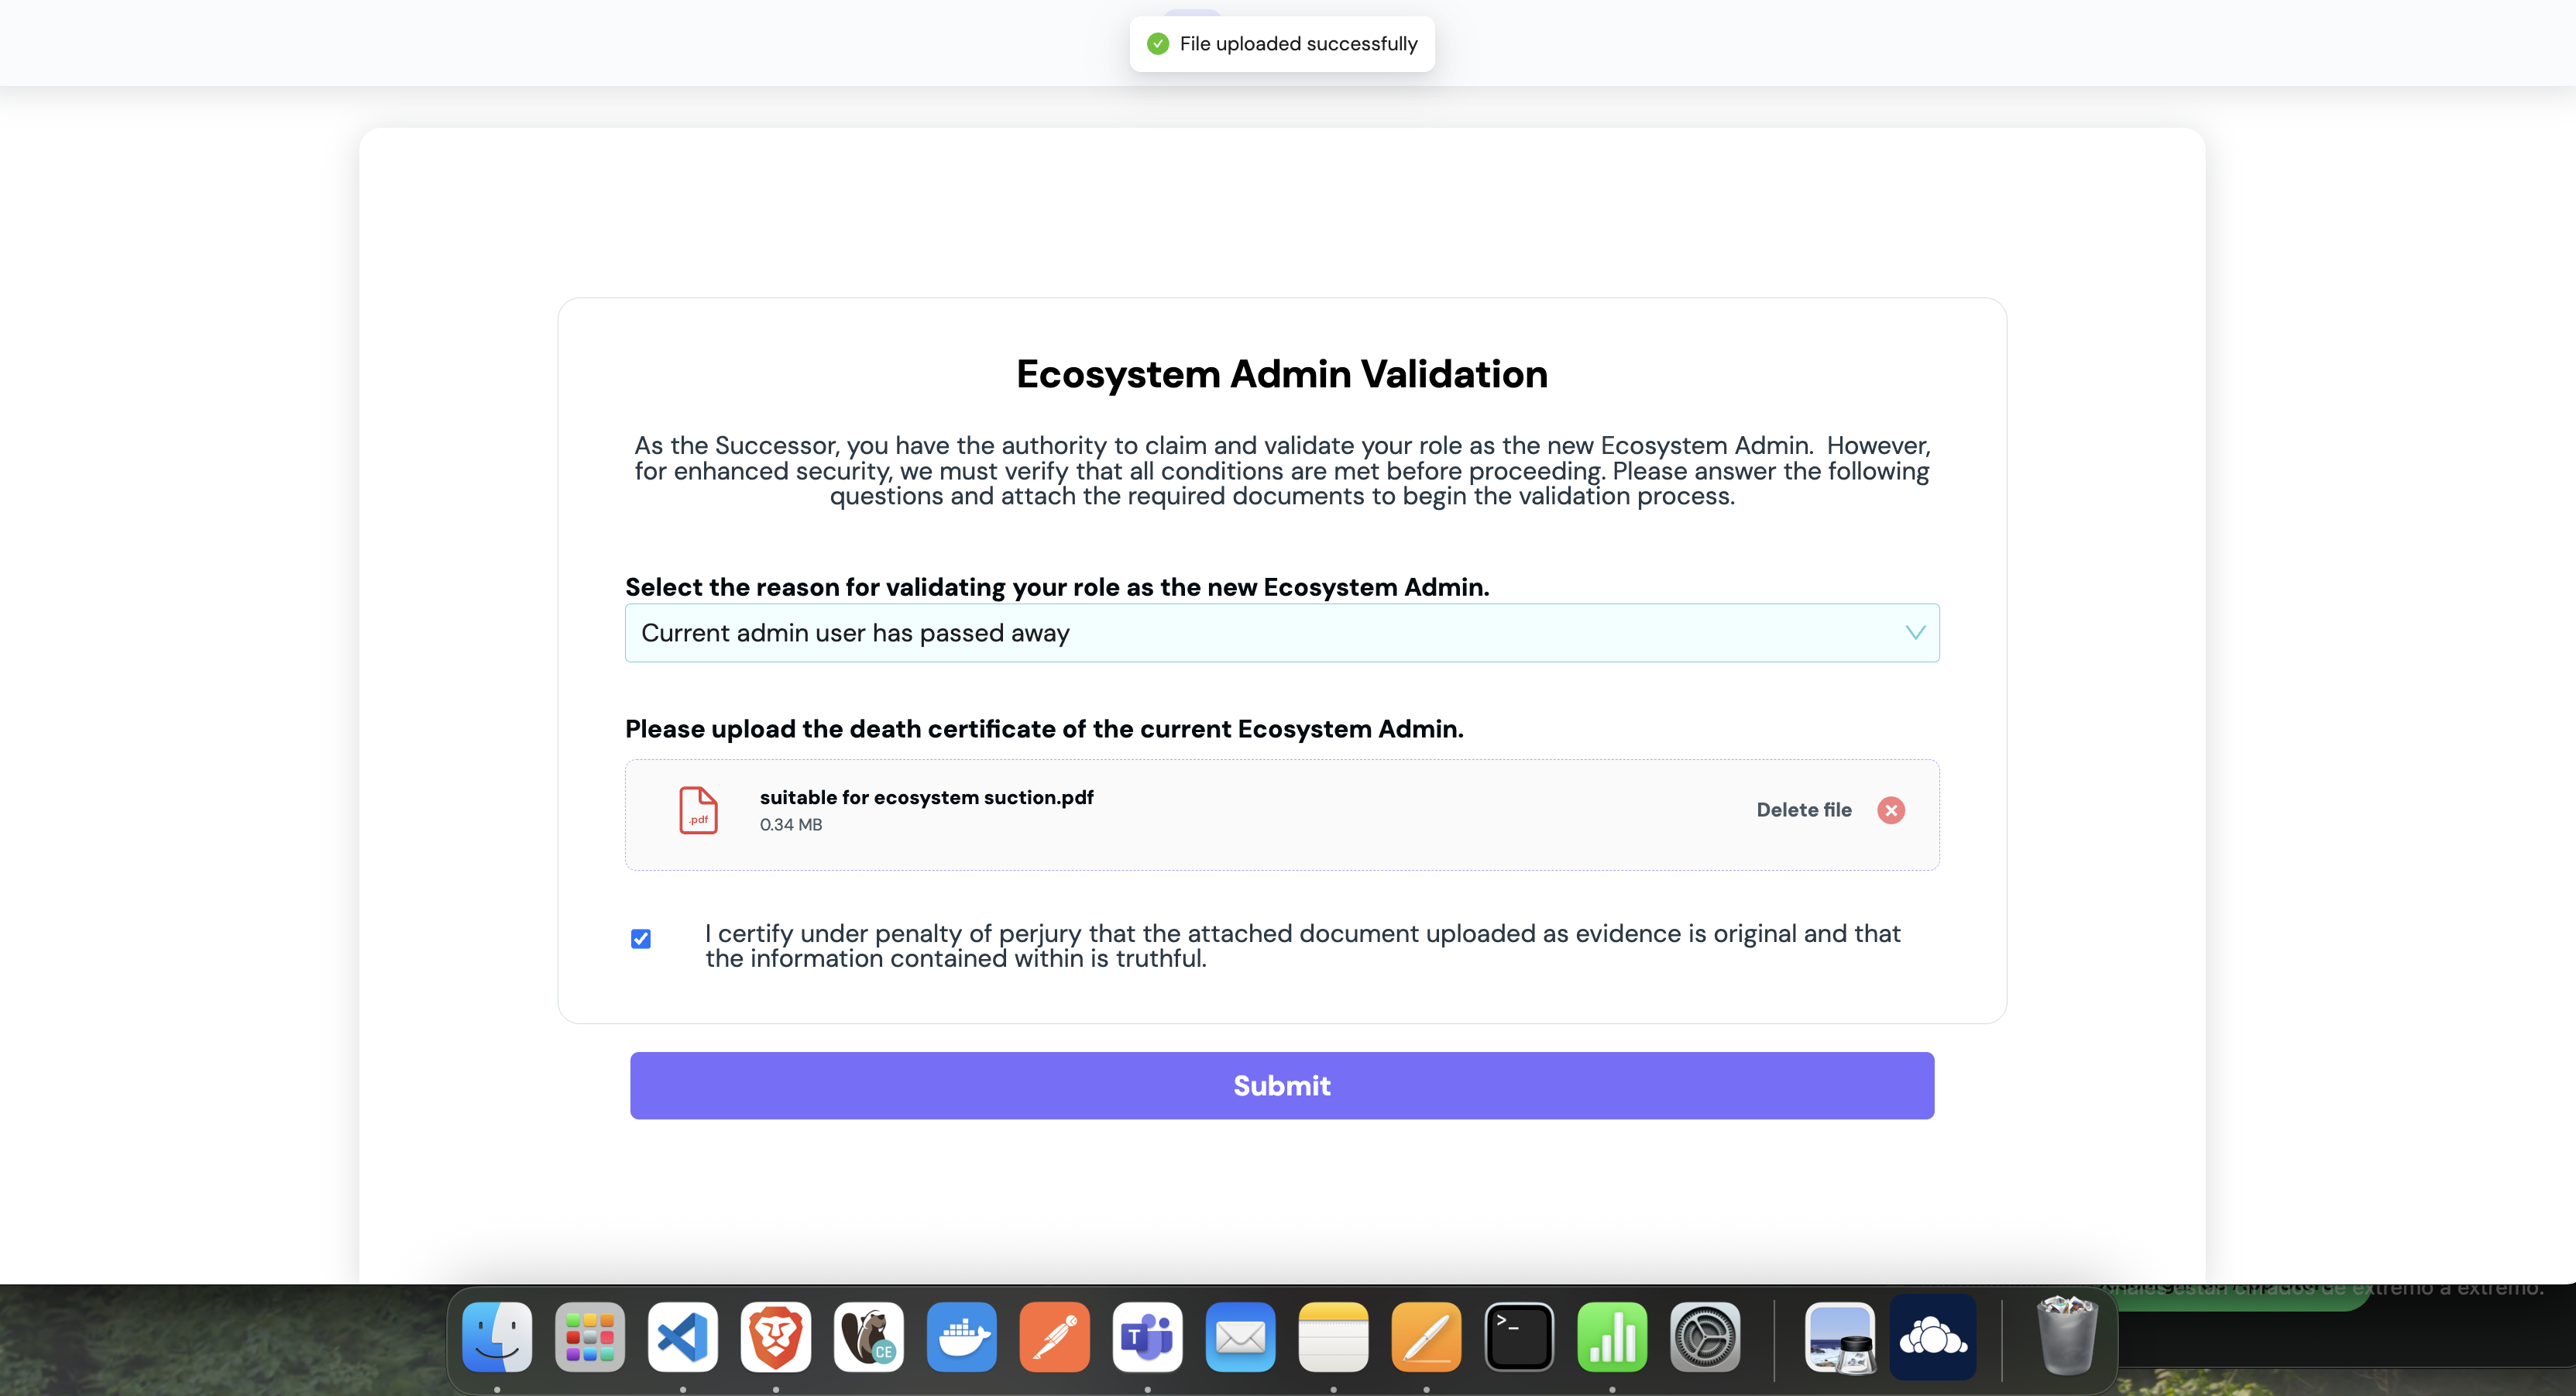 File uploaded successfully
Ecosystem Admin Validation
As the Successor, you have the authority to claim and validate your role as the new Ecosystem Admin.  However,
for enhanced security, we must verify that all conditions are met before proceeding. Please answer the following
questions and attach the required documents to begin the validation process.
Select the reason for validating your role as the new Ecosystem Admin.
Current admin user has passed away
Please upload the death certificate of the current Ecosystem Admin.
.pdf
suitable for ecosystem suction.pdf
0.34 MB
Delete file
I certify under penalty of perjury that the attached document uploaded as evidence is original and that
the information contained within is truthful.
Submit
están cifrados de extremo a extremo.
CE
T
>_